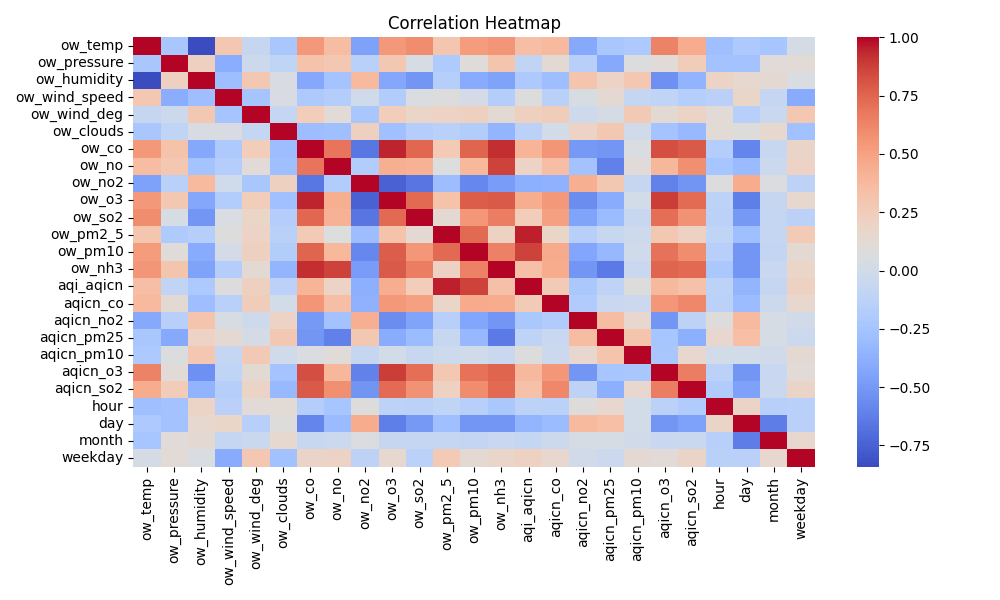 Correlation Heatmap
ow_temp
ow_pressure
ow_humidity
ow_wind_speed
ow_wind_deg
ow_clouds
ow_co
ow_no
ow_no2
ow_o3
ow_so2
ow_pm2_5
ow_pm10
ow_nh3
aqi_aqicn
aqicn_co
aqicn_no2
aqicn_pm25
aqicn_pm10
aqicn_o3
aqicn_so2
hour
day
month
weekday
ow_temp
ow_pressure
ow_humidity
ow_wind_speed
ow_wind_deg
ow_clouds
ow_co
ow_no
ow_no2
ow_o3
ow_so2
ow_pm2_5
ow_pm10
ow_nh3
aqi_aqicn
aqicn_co
aqicn_no2
aqicn_pm25
aqicn_pm10
aqicn_o3
aqicn_so2
hour
day
month
weekday
1.00
0.75
0.50
0.25
0.00
−0.25
−0.50
−0.75